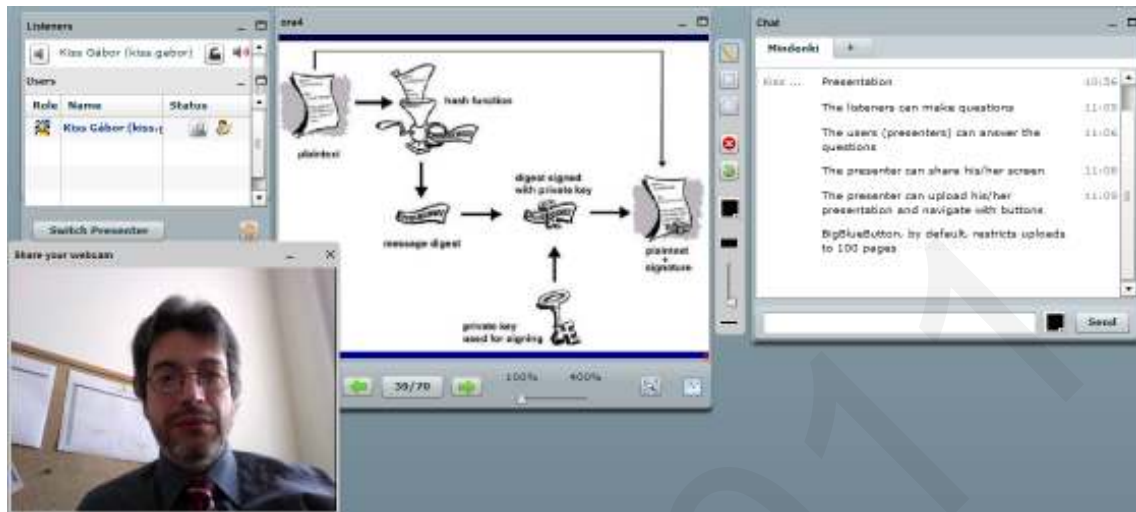 Listeners
Kiss Gábor (kiss gabor)
Users
Role Name Status
Kiss Gábor (kiss.g
Switch Presenter
Share your webcam
ora4
plaintext
hash function
message digest
digest signed
with private key
plaintext
+
signature
private key
used for signing
39/70
100% 400%
Chat
Mindenki +
Kiss ... Presentation 10:56
The listeners can make questions 11:05
The users (presenters) can answer the 11:06
questions
The presenter can share his/her screen 11:08
The presenter can upload his/her 11:09
presentation and navigate with buttons
BigBlueButton, by default, restricts uploads
to 100 pages
Send